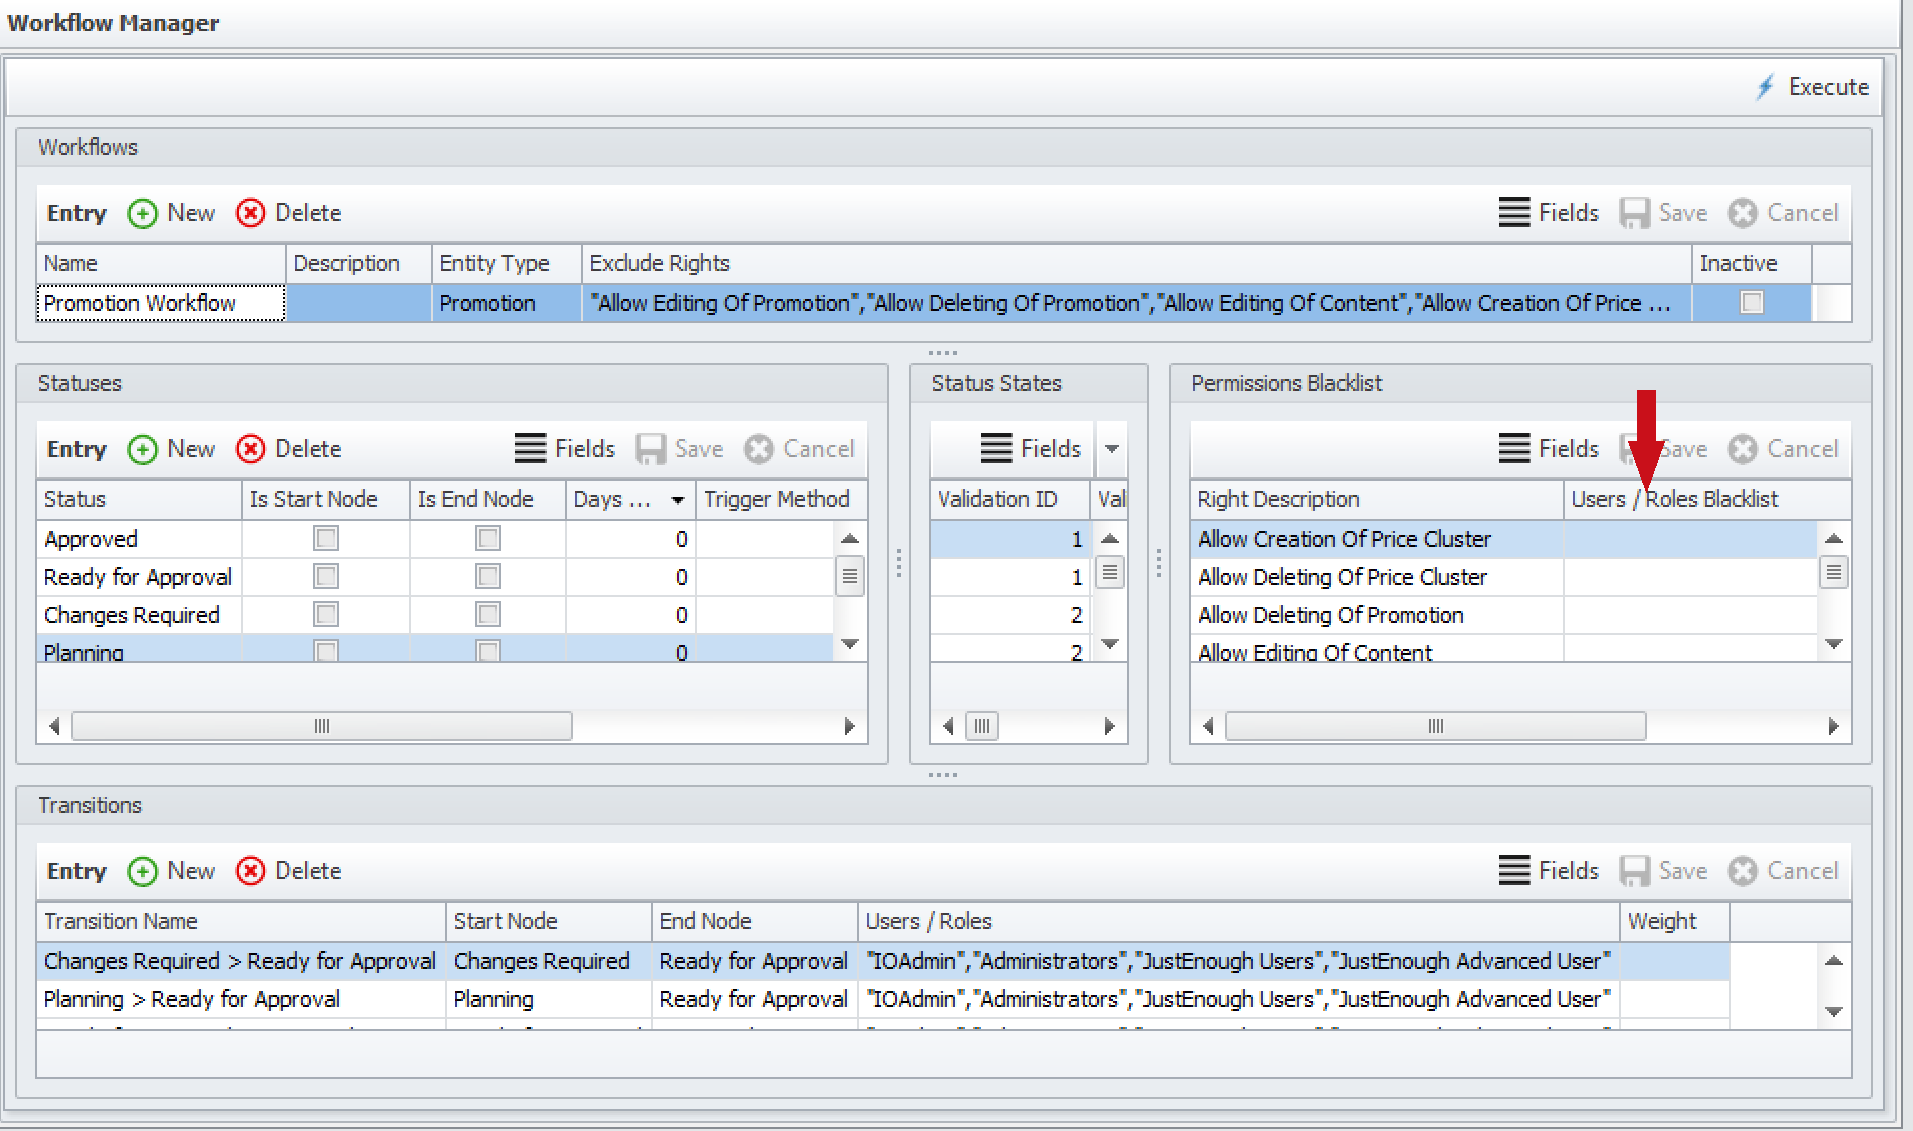 Workflow Manager
Execute
Workflows
Entry New Delete Fields Save Cancel
Name Description Entity Type Exclude Rights Inactive
Promotion Workflow Promotion "Allow Editing Of Promotion","Allow Deleting Of Promotion","Allow Editing Of Content","Allow Creation Of Price ...
Statuses
Entry New Delete Fields Save Cancel
Status Is Start Node Is End Node Days ... Trigger Method
Approved 0
Ready for Approval 0
Changes Required 0
Planning 0
Status States
Fields
Validation ID Vali
1
1
2
2
Permissions Blacklist
Fields Save Cancel
Right Description Users / Roles Blacklist
Allow Creation Of Price Cluster
Allow Deleting Of Price Cluster
Allow Deleting Of Promotion
Allow Editing Of Content
Transitions
Entry New Delete Fields Save Cancel
Transition Name Start Node End Node Users / Roles Weight
Changes Required > Ready for Approval Changes Required Ready for Approval "IOAdmin","Administrators","JustEnough Users","JustEnough Advanced User"
Planning > Ready for Approval Planning Ready for Approval "IOAdmin","Administrators","JustEnough Users","JustEnough Advanced User"